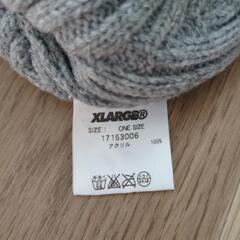 XLARGE®
SIZE: ONE SIZE
17153006
アクリル 100%